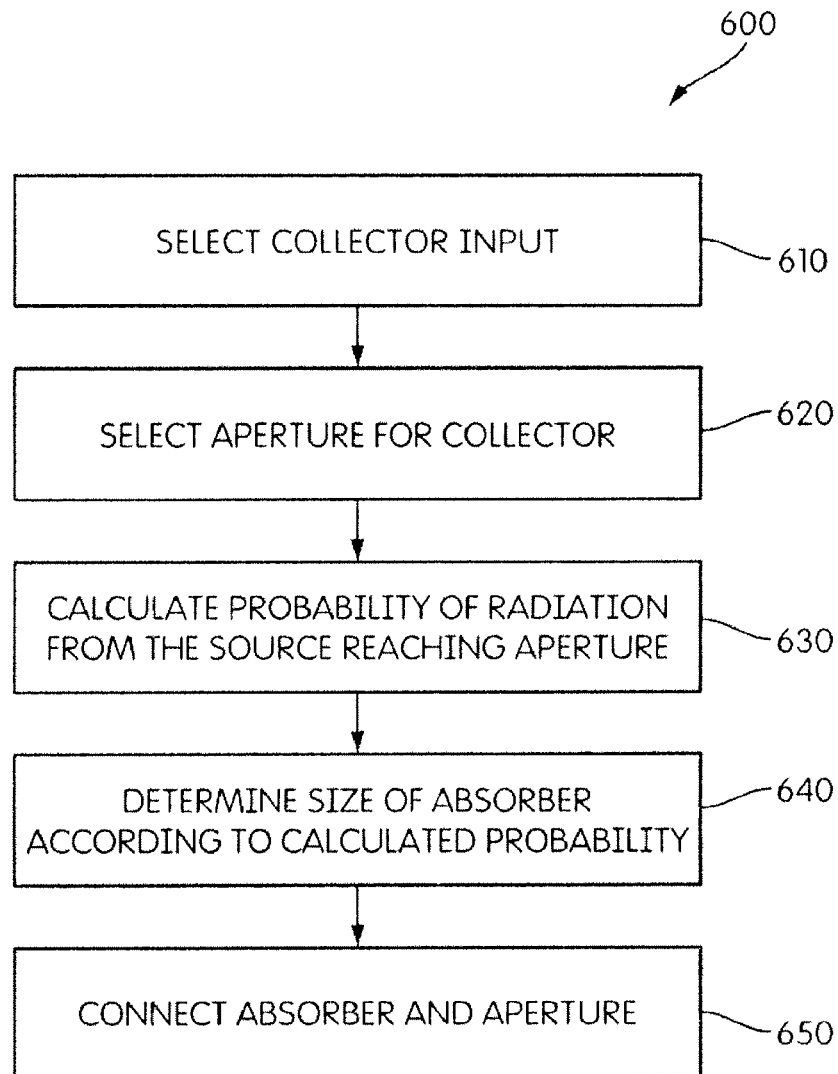 600
SELECT COLLECTOR INPUT
610
SELECT APERTURE FOR COLLECTOR
620
CALCULATE PROBABILITY OF RADIATION
FROM THE SOURCE REACHING APERTURE
630
DETERMINE SIZE OF ABSORBER
ACCORDING TO CALCULATED PROBABILITY
640
CONNECT ABSORBER AND APERTURE
650